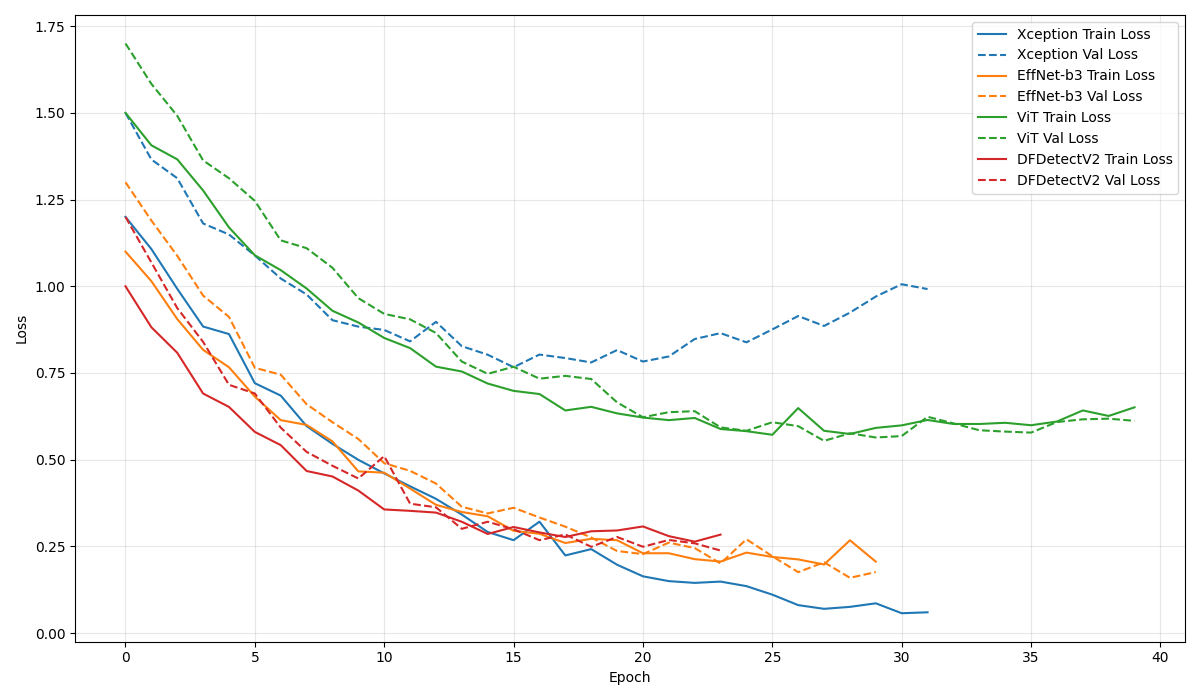 1.75
1.50
1.25
1.00
0.75
0.50
0.25
0.00
Loss
0 5 10 15 20 25 30 35 40
Epoch
Xception Train Loss
Xception Val Loss
EffNet-b3 Train Loss
EffNet-b3 Val Loss
ViT Train Loss
ViT Val Loss
DFDetectV2 Train Loss
DFDetectV2 Val Loss